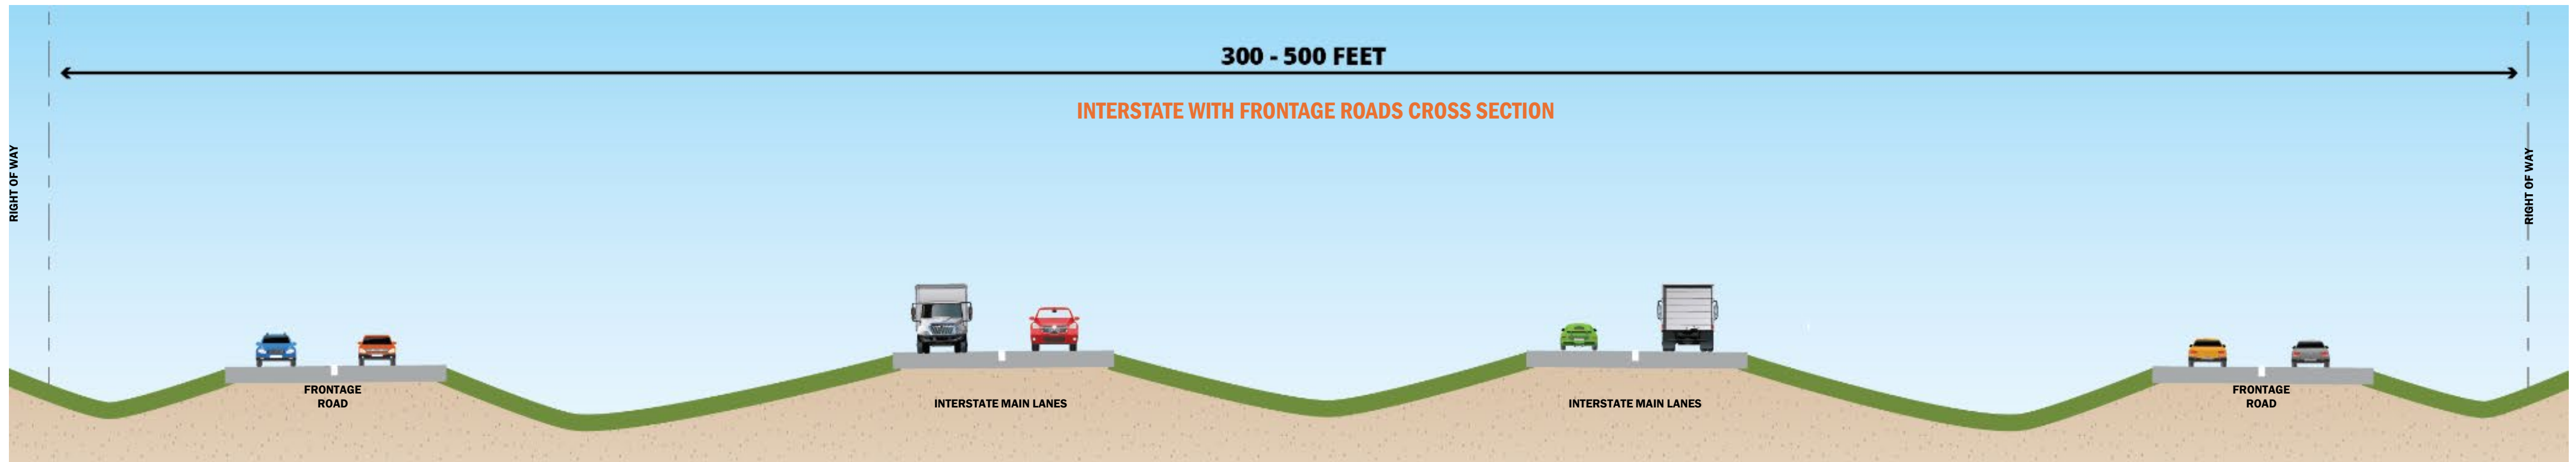 300 - 500 FEET
INTERSTATE WITH FRONTAGE ROADS CROSS SECTION
RIGHT OF WAY
RIGHT OF WAY
FRONTAGE
ROAD
INTERSTATE MAIN LANES
INTERSTATE MAIN LANES
FRONTAGE
ROAD